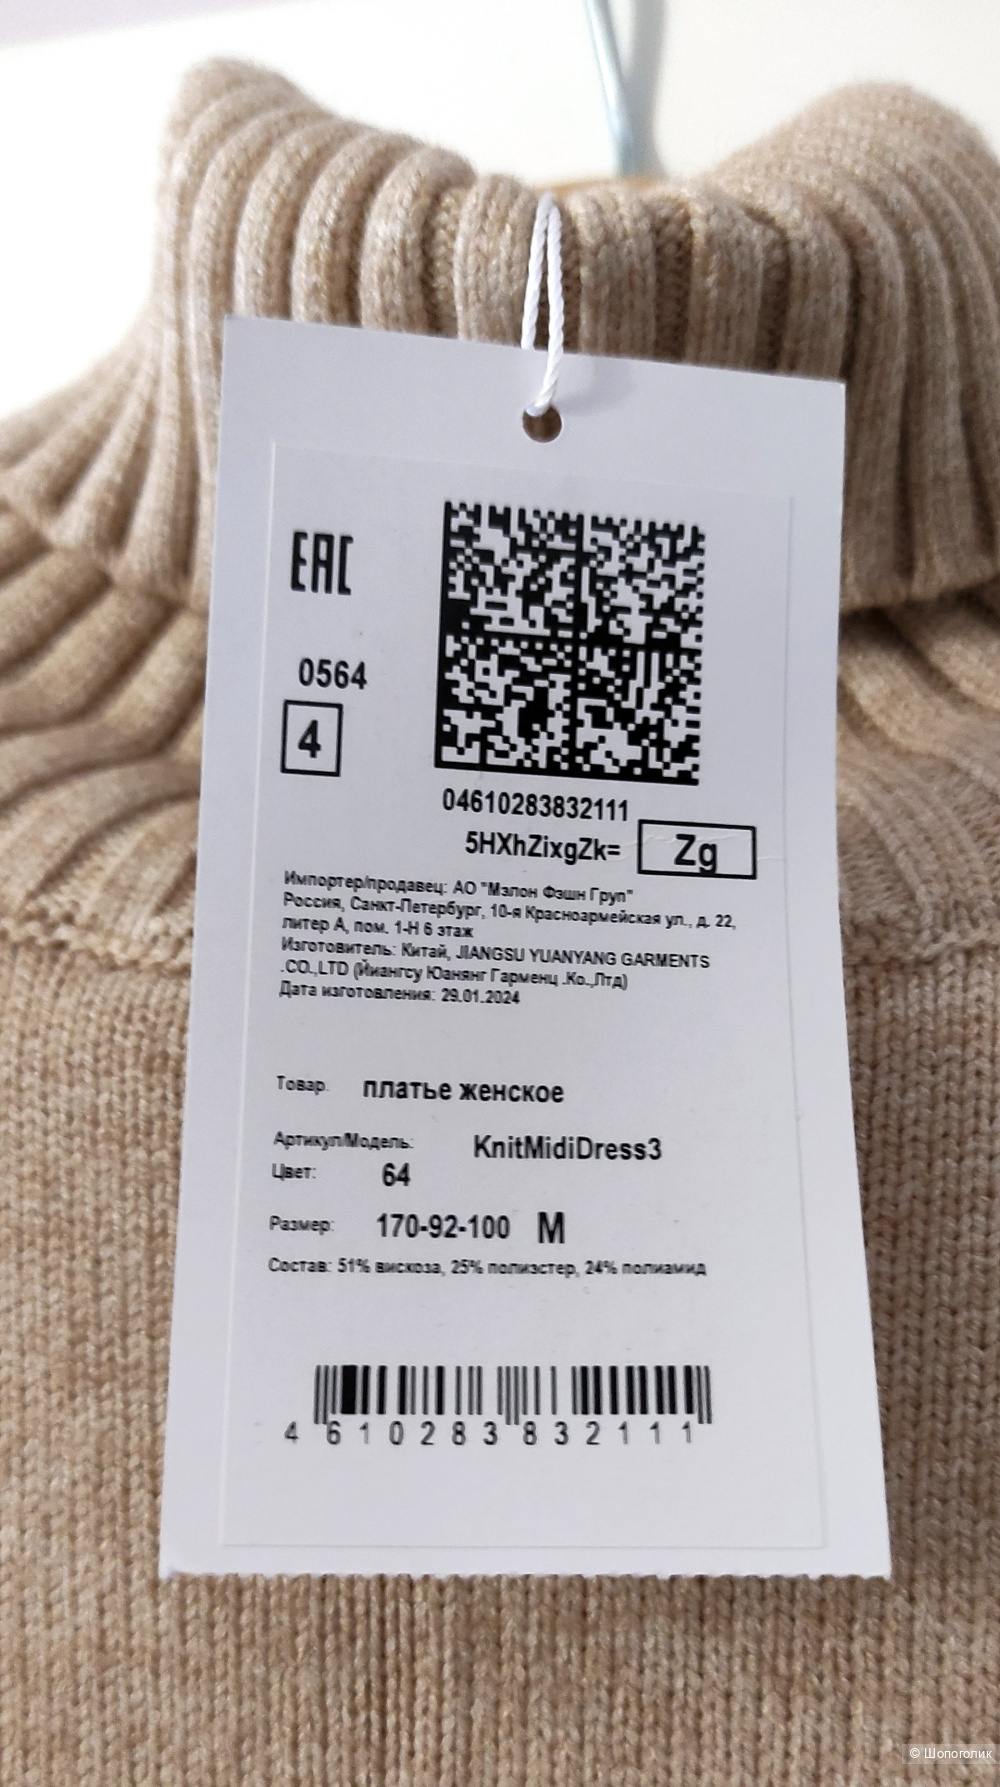 EAC
0564
4
04610283832111
5HXhZixgZk=
Zg
Импортер/продавец: АО "Мэлон Фэшн Груп"
Россия, Санкт-Петербург, 10-я Красноармейская ул., д. 22,
литер А, пом. 1-Н 6 этаж
Изготовитель: Китай, JIANGSU YUANYANG GARMENTS
.CO.,LTD (Йиангсу Юанянг Гарменц .Ко.,Лтд)
Дата изготовления: 29.01.2024
Товар: платье женское
Артикул/Модель: KnitMidiDress3
Цвет: 64
Размер: 170-92-100 M
Состав: 51% вискоза, 25% полиэстер, 24% полиамид
4 610283 832111
© Шопоголик